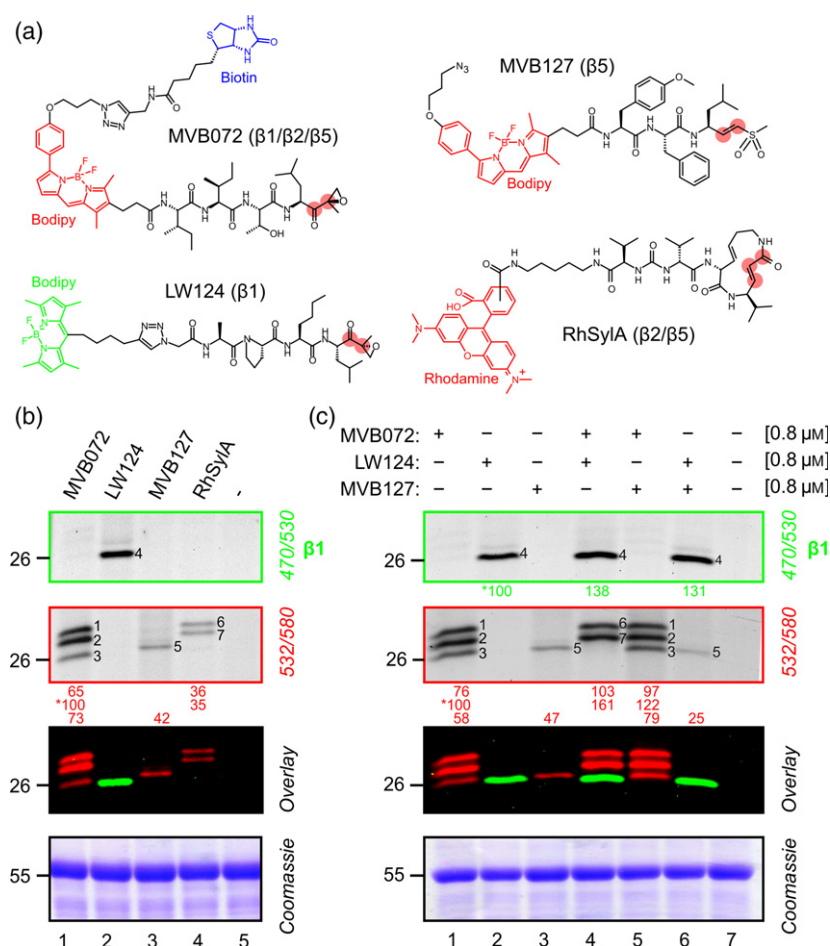 (a)
Biotin
MVB072 (β1/β2/β5)
Bodipy
MVB127 (β5)
Bodipy
Bodipy
LW124 (β1)
RhSylA (β2/β5)
Rhodamine
(b)
MVB072
LW124
MVB127
RhSylA
-
26
4
470/530
β1
26
1
2
3
5
6
7
532/580
65
*100
73
42
36
35
26
Overlay
55
Coomassie
1 2 3 4 5
(c)
MVB072: + – – + + – – [0.8 μM]
LW124: – + – + – + – [0.8 μM]
MVB127: – – + – + + – [0.8 μM]
26
4 4 4
470/530
β1
*100 138 131
26
1 6 1
2 7 2
3 5 3 5
532/580
76 103 97
*100 161 122
58 47 79 25
26
Overlay
55
Coomassie
1 2 3 4 5 6 7